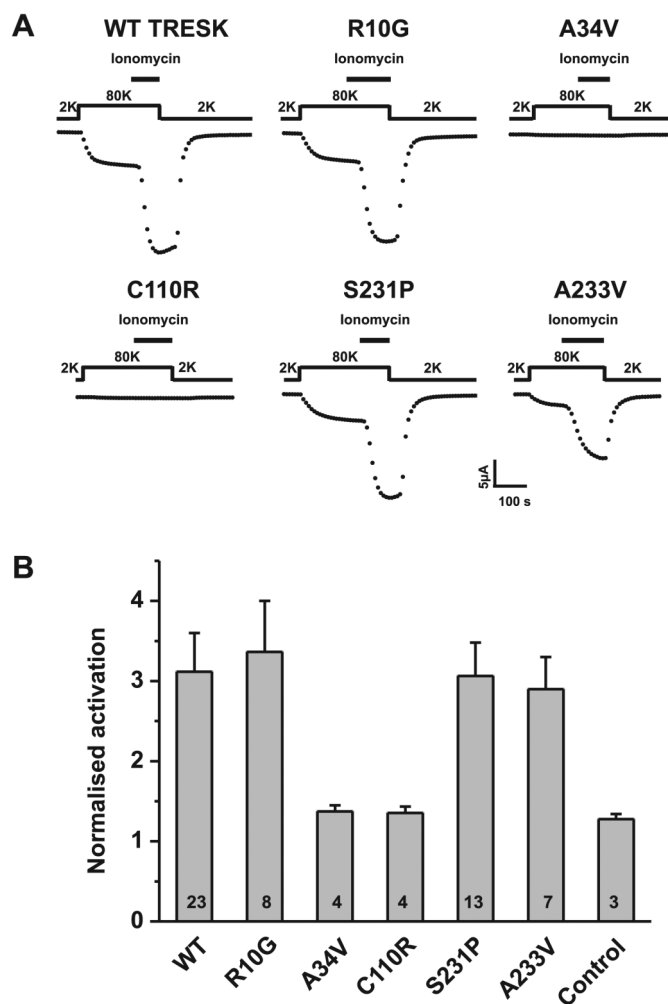 A
WT TRESK R10G A34V
Ionomycin Ionomycin Ionomycin
2K 80K 2K 2K 80K 2K 2K 80K 2K
C110R S231P A233V
Ionomycin Ionomycin Ionomycin
2K 80K 2K 2K 80K 2K 2K 80K 2K
5µA
100 s
B
Normalised activation
4
3
2
1
0
23 8 4 4 13 7 3
WT R10G A34V C110R S231P A233V Control